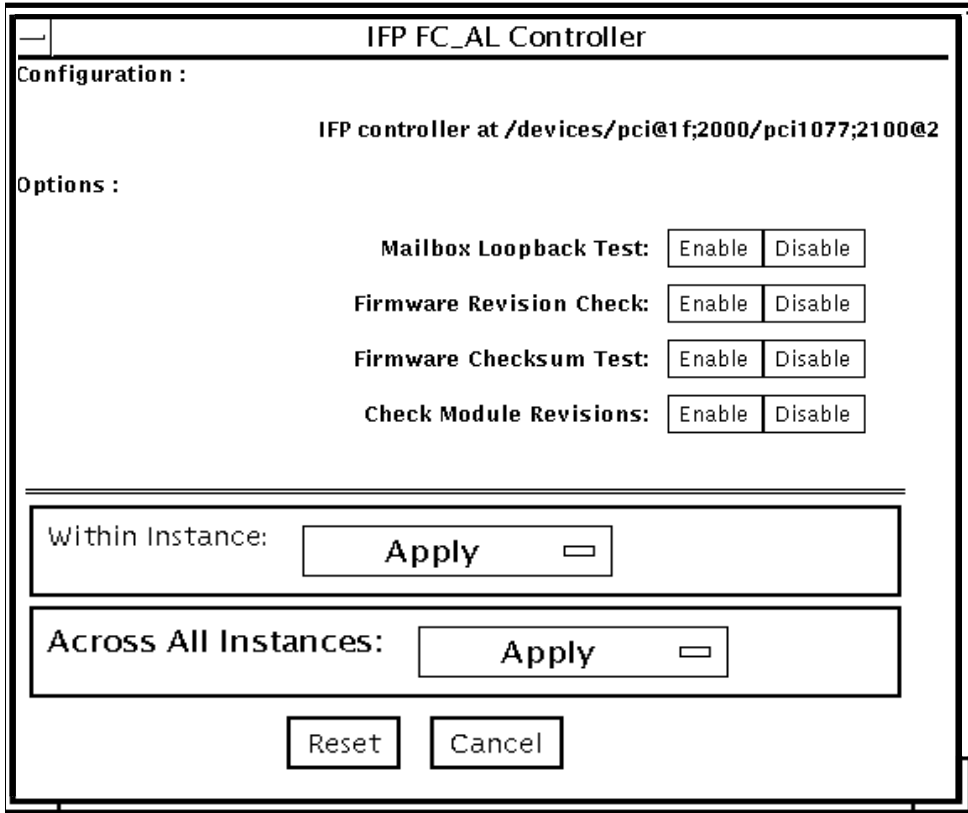 IFP FC_AL Controller
Configuration :
IFP controller at /devices/pci@1f;2000/pci1077;2100@2
Options :
Mailbox Loopback Test: Enable Disable
Firmware Revision Check: Enable Disable
Firmware Checksum Test: Enable Disable
Check Module Revisions: Enable Disable
Within Instance: Apply
Across All Instances: Apply
Reset Cancel